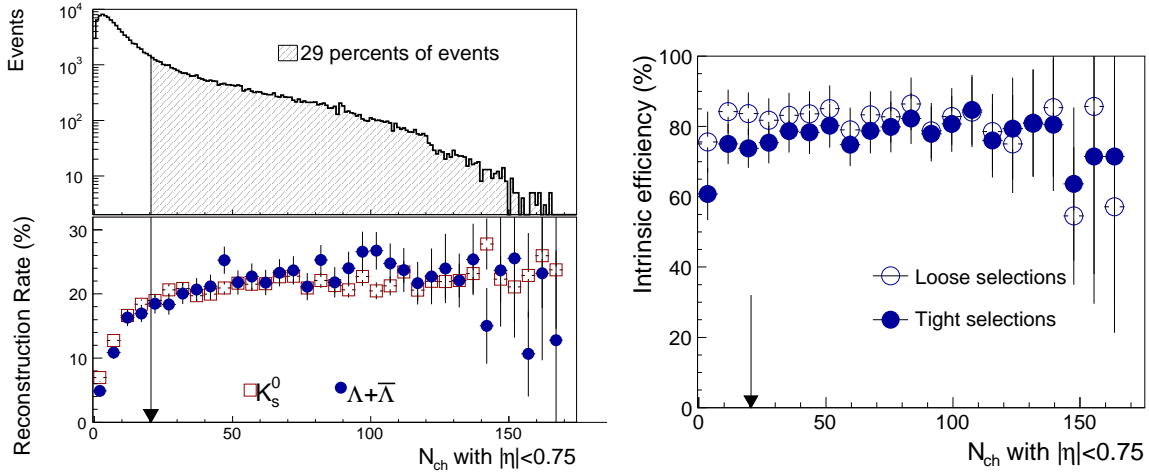 Events
10^4
10^3
10^2
10
29 percents of events
Reconstruction Rate (%)
30
20
10
0
K_s^0
Λ+Λ̅
0 50 100 150
N_ch with |η|<0.75
Intrinsic efficiency (%)
100
80
60
40
20
0
Loose selections
Tight selections
0 50 100 150
N_ch with |η|<0.75